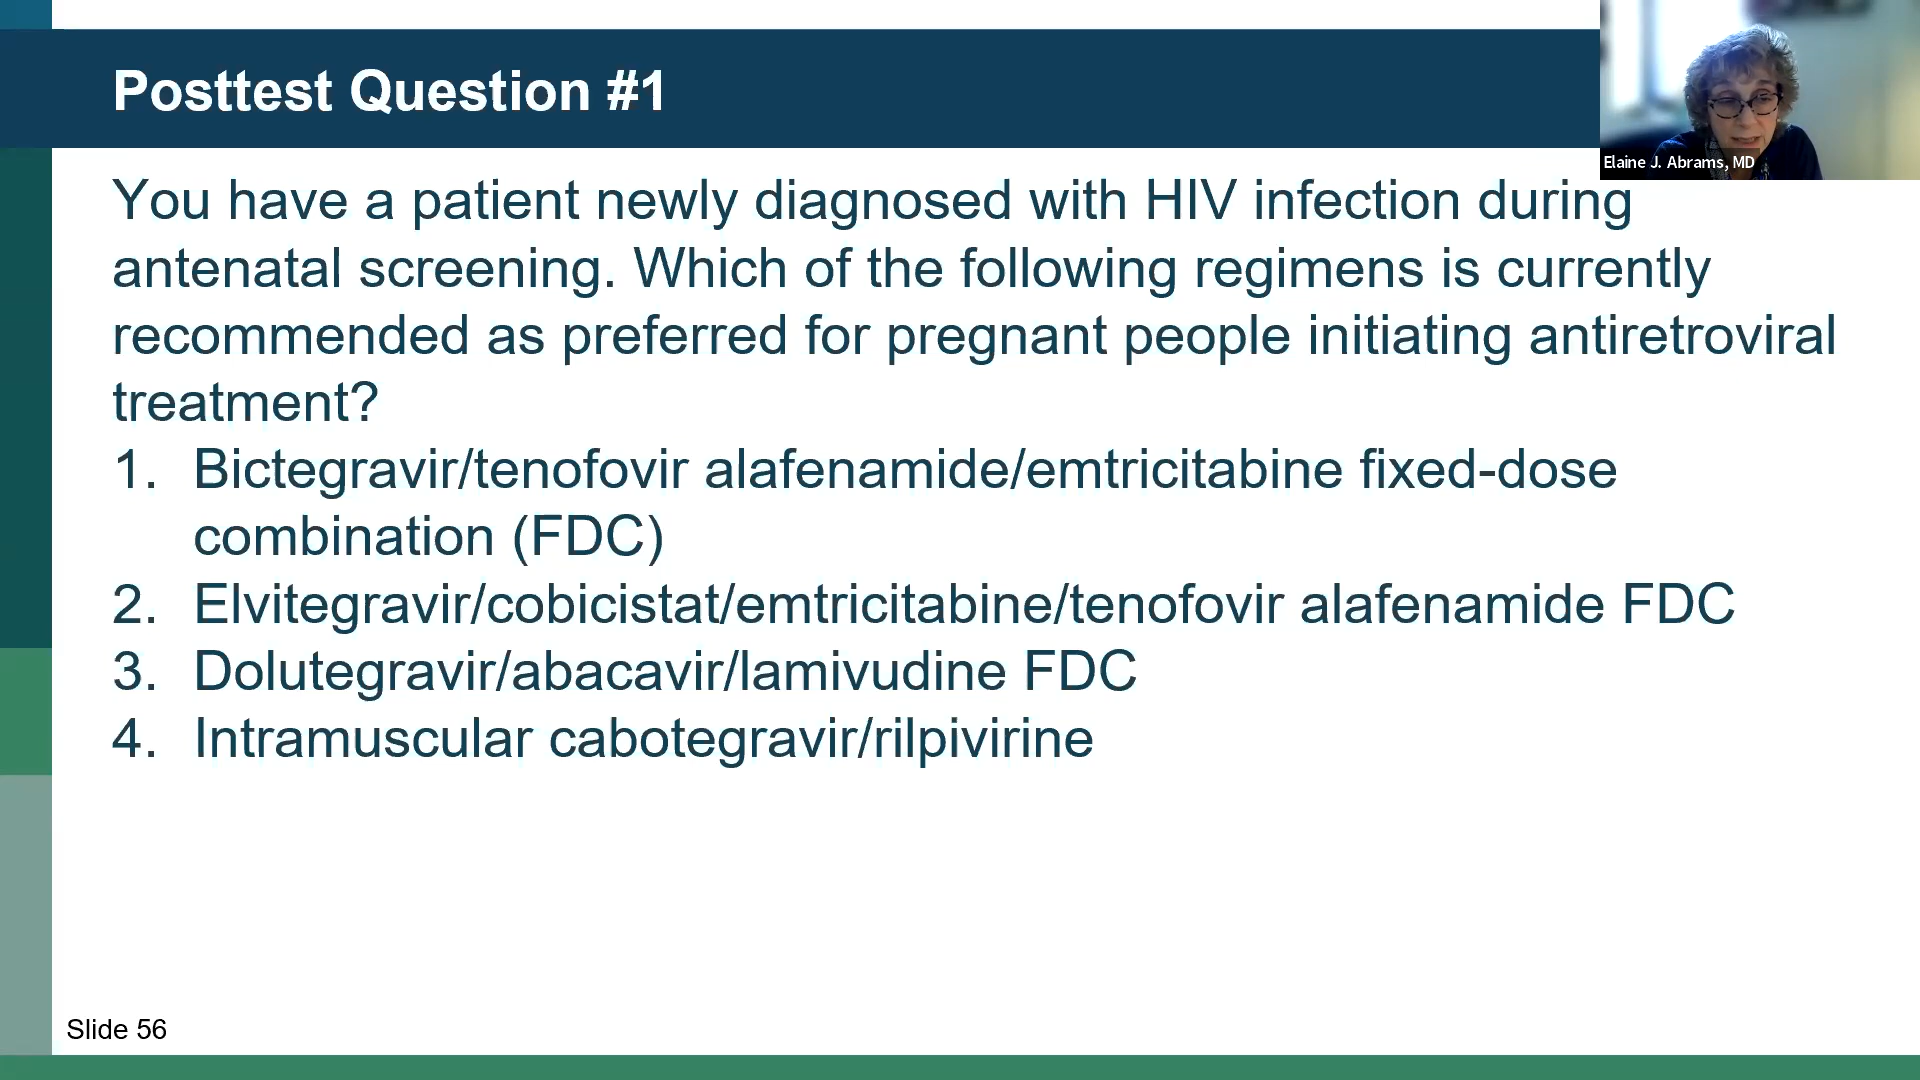 Posttest Question #1
Elaine J. Abrams, MD
You have a patient newly diagnosed with HIV infection during
antenatal screening. Which of the following regimens is currently
recommended as preferred for pregnant people initiating antiretroviral
treatment?
1. Bictegravir/tenofovir alafenamide/emtricitabine fixed-dose
combination (FDC)
2. Elvitegravir/cobicistat/emtricitabine/tenofovir alafenamide FDC
3. Dolutegravir/abacavir/lamivudine FDC
4. Intramuscular cabotegravir/rilpivirine
Slide 56